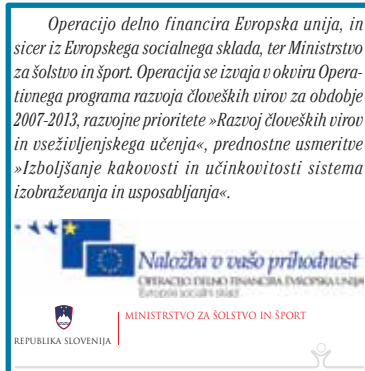 Operacijo delno financira Evropska unija, in
sicer iz Evropskega socialnega sklada, ter Ministrstvo
za šolstvo in šport. Operacija se izvaja v okviru Opera-
tivnega programa razvoja človeških virov za obdobje
2007-2013, razvojne prioritete »Razvoj človeških virov
in vseživljenjskega učenja«, prednostne usmeritve
»Izboljšanje kakovosti in učinkovitosti sistema
izobraževanja in usposabljanja«.
Naložba v vašo prihodnost
OPERACIJO DELNO FINANCIRA EVROPSKA UNIJA
Evropski socialni sklad
MINISTRSTVO ZA ŠOLSTVO IN ŠPORT
REPUBLIKA SLOVENIJA